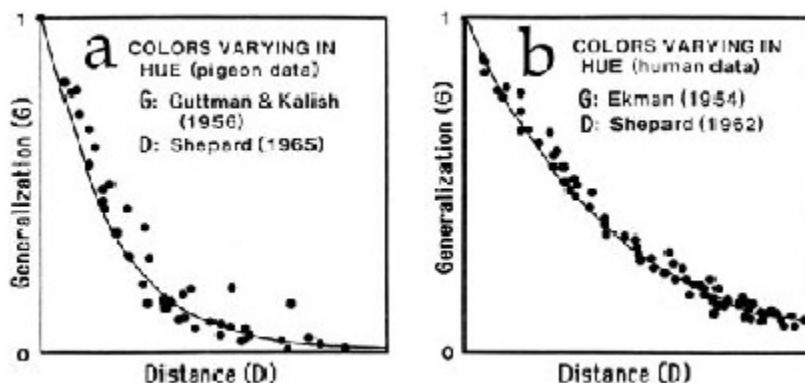 1
a
COLORS VARYING IN
HUE (pigeon data)
G: Guttman & Kalish
(1956)
D: Shepard (1965)
Generalization (G)
0
Distance (D)
1
b
COLORS VARYING IN
HUE (human data)
G: Ekman (1954)
D: Shepard (1962)
Generalization (G)
0
Distance (D)